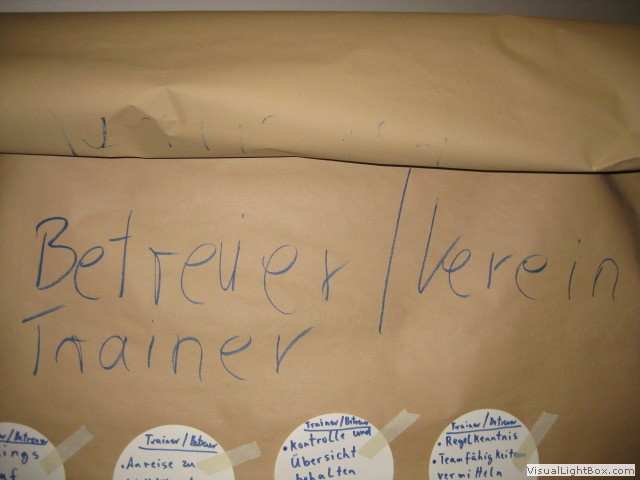 Betreuer / Verein
Trainer
Trainer / Betreuer
• Anreise zu
Trainer / Betreuer
• Kontrolle und
Übersicht
behalten
Trainer / Betreuer
• Regelkenntnis
• Teamfähigkeiten
vermitteln
VisualLightBox.com